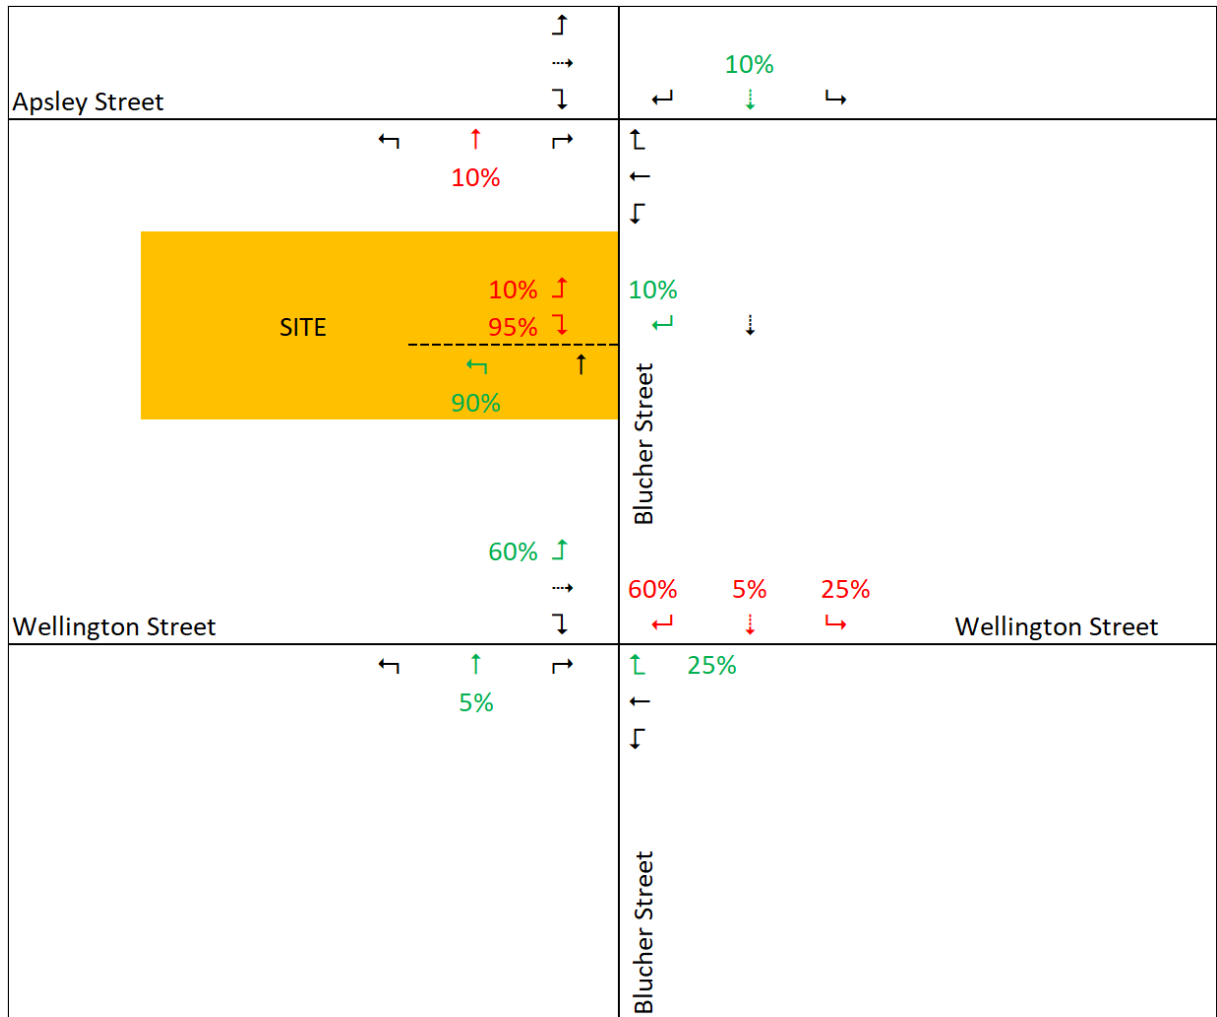 10%
Apsley Street
10%
10%
10%
SITE
95%
90%
Blucher Street
60%
60% 5% 25%
Wellington Street
Wellington Street
25%
5%
Blucher Street